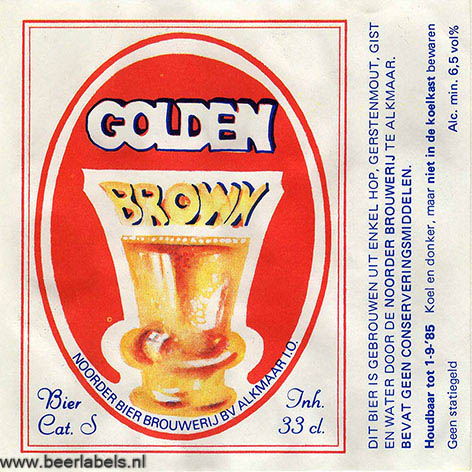 GOLDEN
BROWN
NOORDER BIER BROUWERIJ BV ALKMAAR I.O.
Bier
Cat. S
Inh.
33 cl.
DIT BIER IS GEBROUWEN UIT ENKEL HOP, GERSTENMOUT, GIST
EN WATER DOOR DE NOORDER BROUWERIJ TE ALKMAAR.
BEVAT GEEN CONSERVERINGSMIDDELEN.
Houdbaar tot 1-9-'85 Koel en donker, maar niet in de koelkast bewaren
Geen statiegeld Alc. min. 6,5 vol%
www.beerlabels.nl